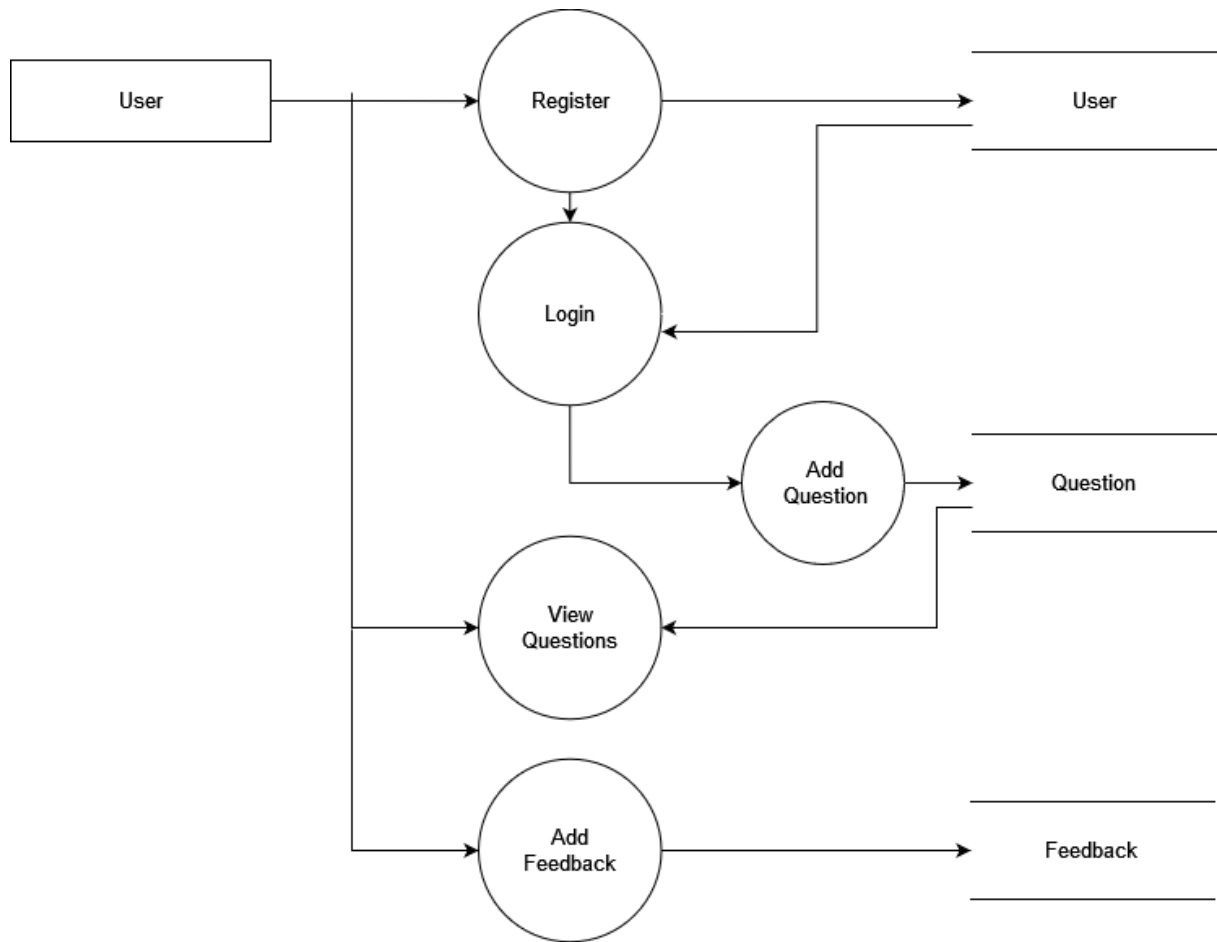 User
Register
User
Login
Add
Question
Question
View
Questions
Add
Feedback
Feedback